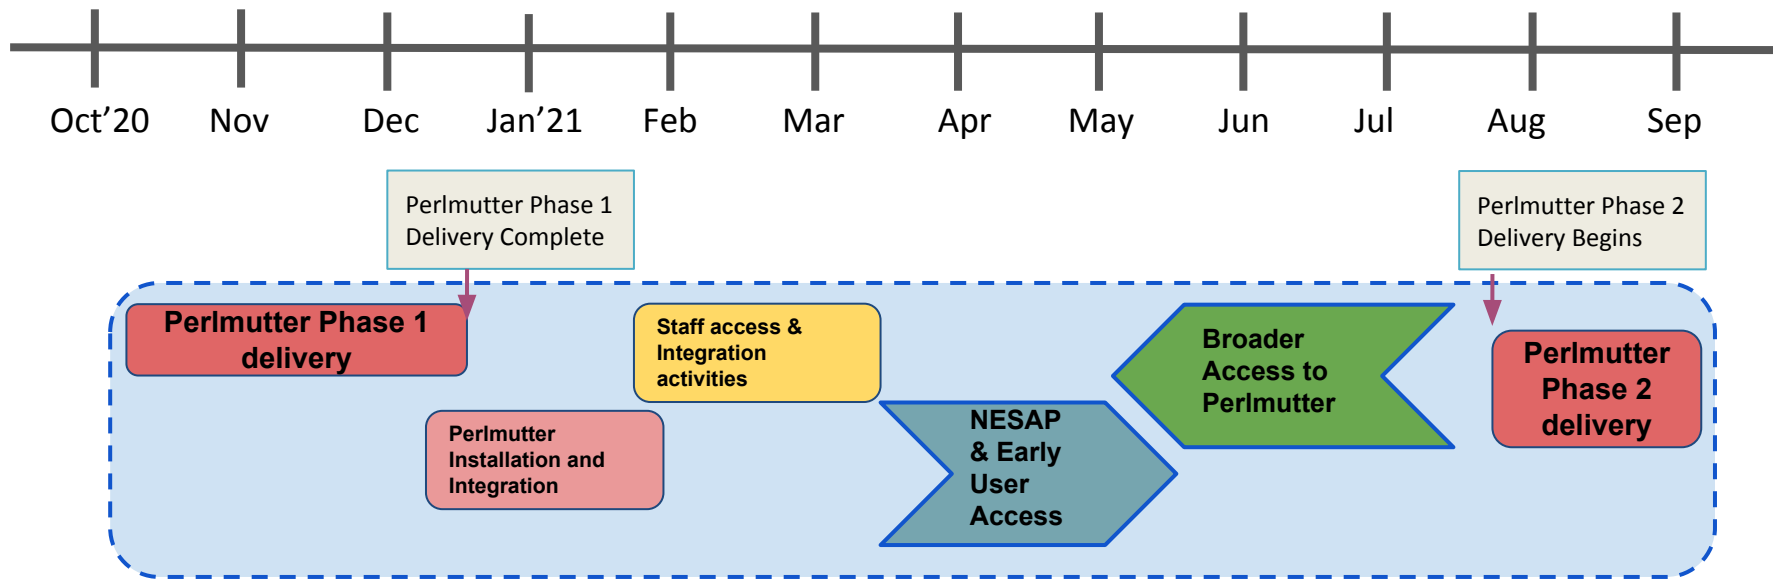 Oct’20 Nov Dec Jan’21 Feb Mar Apr May Jun Jul Aug Sep
Perlmutter Phase 1
Delivery Complete
Perlmutter Phase 2
Delivery Begins
Perlmutter Phase 1
delivery
Perlmutter
Installation and
Integration
Staff access &
Integration
activities
NESAP
& Early
User
Access
Broader
Access to
Perlmutter
Perlmutter
Phase 2
delivery